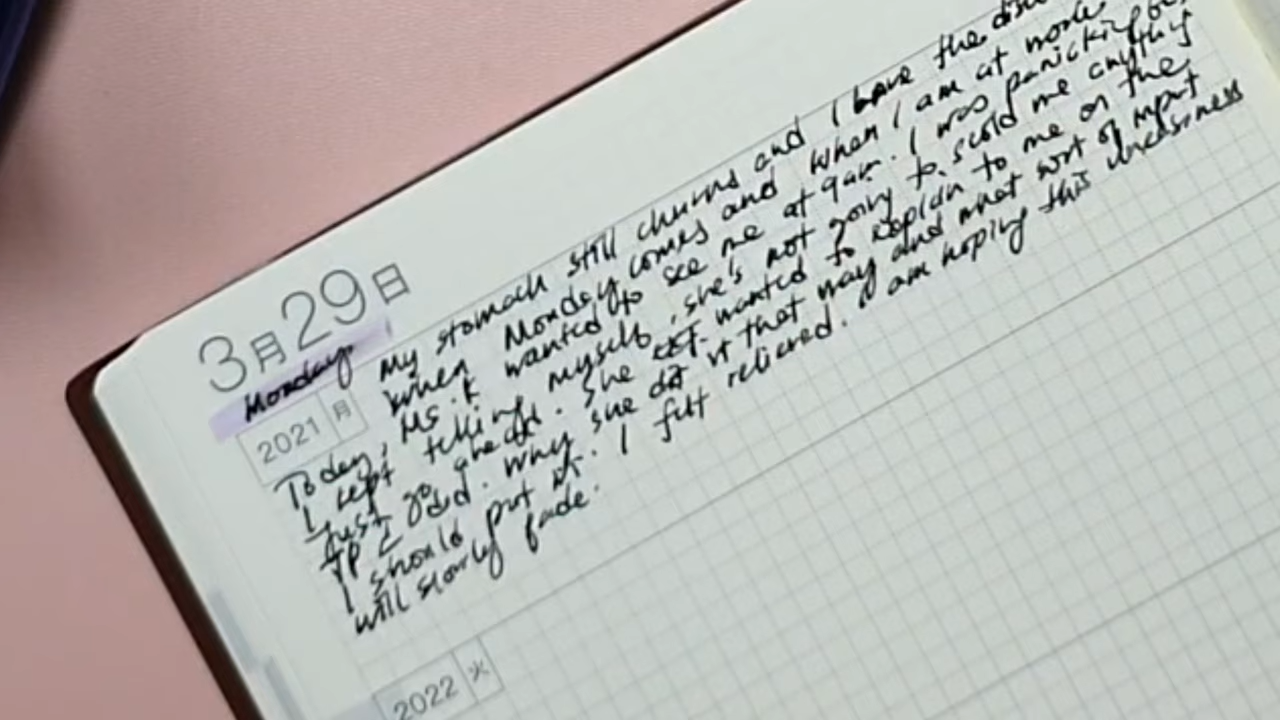 3月29日
Monday.
2021 月
My stomach still churns and I have the
when Monday comes and when I am at work
Today, Ms. K wanted to see me at 9am. I was panicking
I kept telling myself, she's not going to scold me anything
Just go ahead. She wanted to explain to me on the
I did. Why she did it that way and what sort of input
I should put it. I felt relieved. I am hoping this uneasiness
will slowly fade.
2022 火